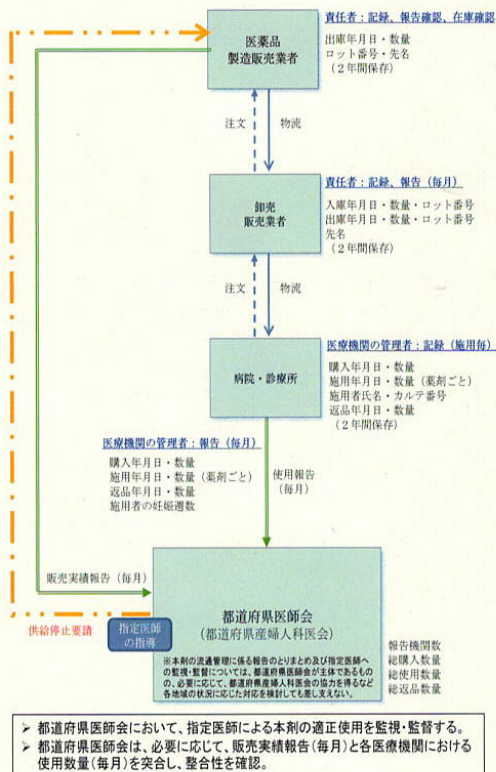 医薬品
製造販売業者
責任者：記録、報告確認、在庫確認
出庫年月日・数量
ロット番号・先名
（２年間保存）
注文
物流
卸売
販売業者
責任者：記録、報告（毎月）
入庫年月日・数量・ロット番号
出庫年月日・数量・ロット番号
先名
（２年間保存）
注文
物流
病院・診療所
医療機関の管理者：記録（施用毎）
購入年月日・数量
施用年月日・数量（薬剤ごと）
施用者氏名・カルテ番号
返品年月日・数量
（２年間保存）
医療機関の管理者：報告（毎月）
購入年月日・数量
施用年月日・数量（薬剤ごと）
返品年月日・数量
施用者の妊娠週数
使用報告
（毎月）
販売実績報告（毎月）
供給停止要請
指定医師
の指導
都道府県医師会
（都道府県産婦人科医会）
※本剤の流通管理に係る報告のとりまとめ及び指定医師へ
の監視・監督については、都道府県医師会が主体であるもの
の、必要に応じて、都道府県産婦人科医会の協力を得るなど
各地域の状況に応じた対応を検討しても差し支えない。
報告機関数
総購入数量
総使用数量
総返品数量
➢ 都道府県医師会において、指定医師による本剤の適正使用を監視・監督する。
➢ 都道府県医師会は、必要に応じて、販売実績報告（毎月）と各医療機関における
使用数量（毎月）を突合し、整合性を確認。